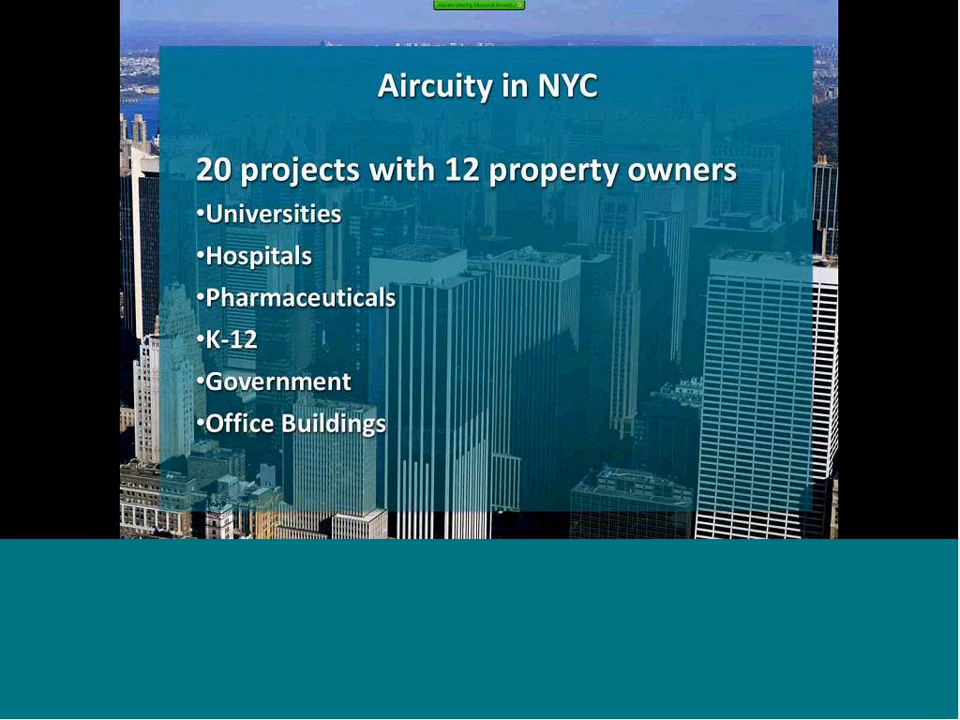 Aircuity in NYC
20 projects with 12 property owners
•Universities
•Hospitals
•Pharmaceuticals
•K-12
•Government
•Office Buildings